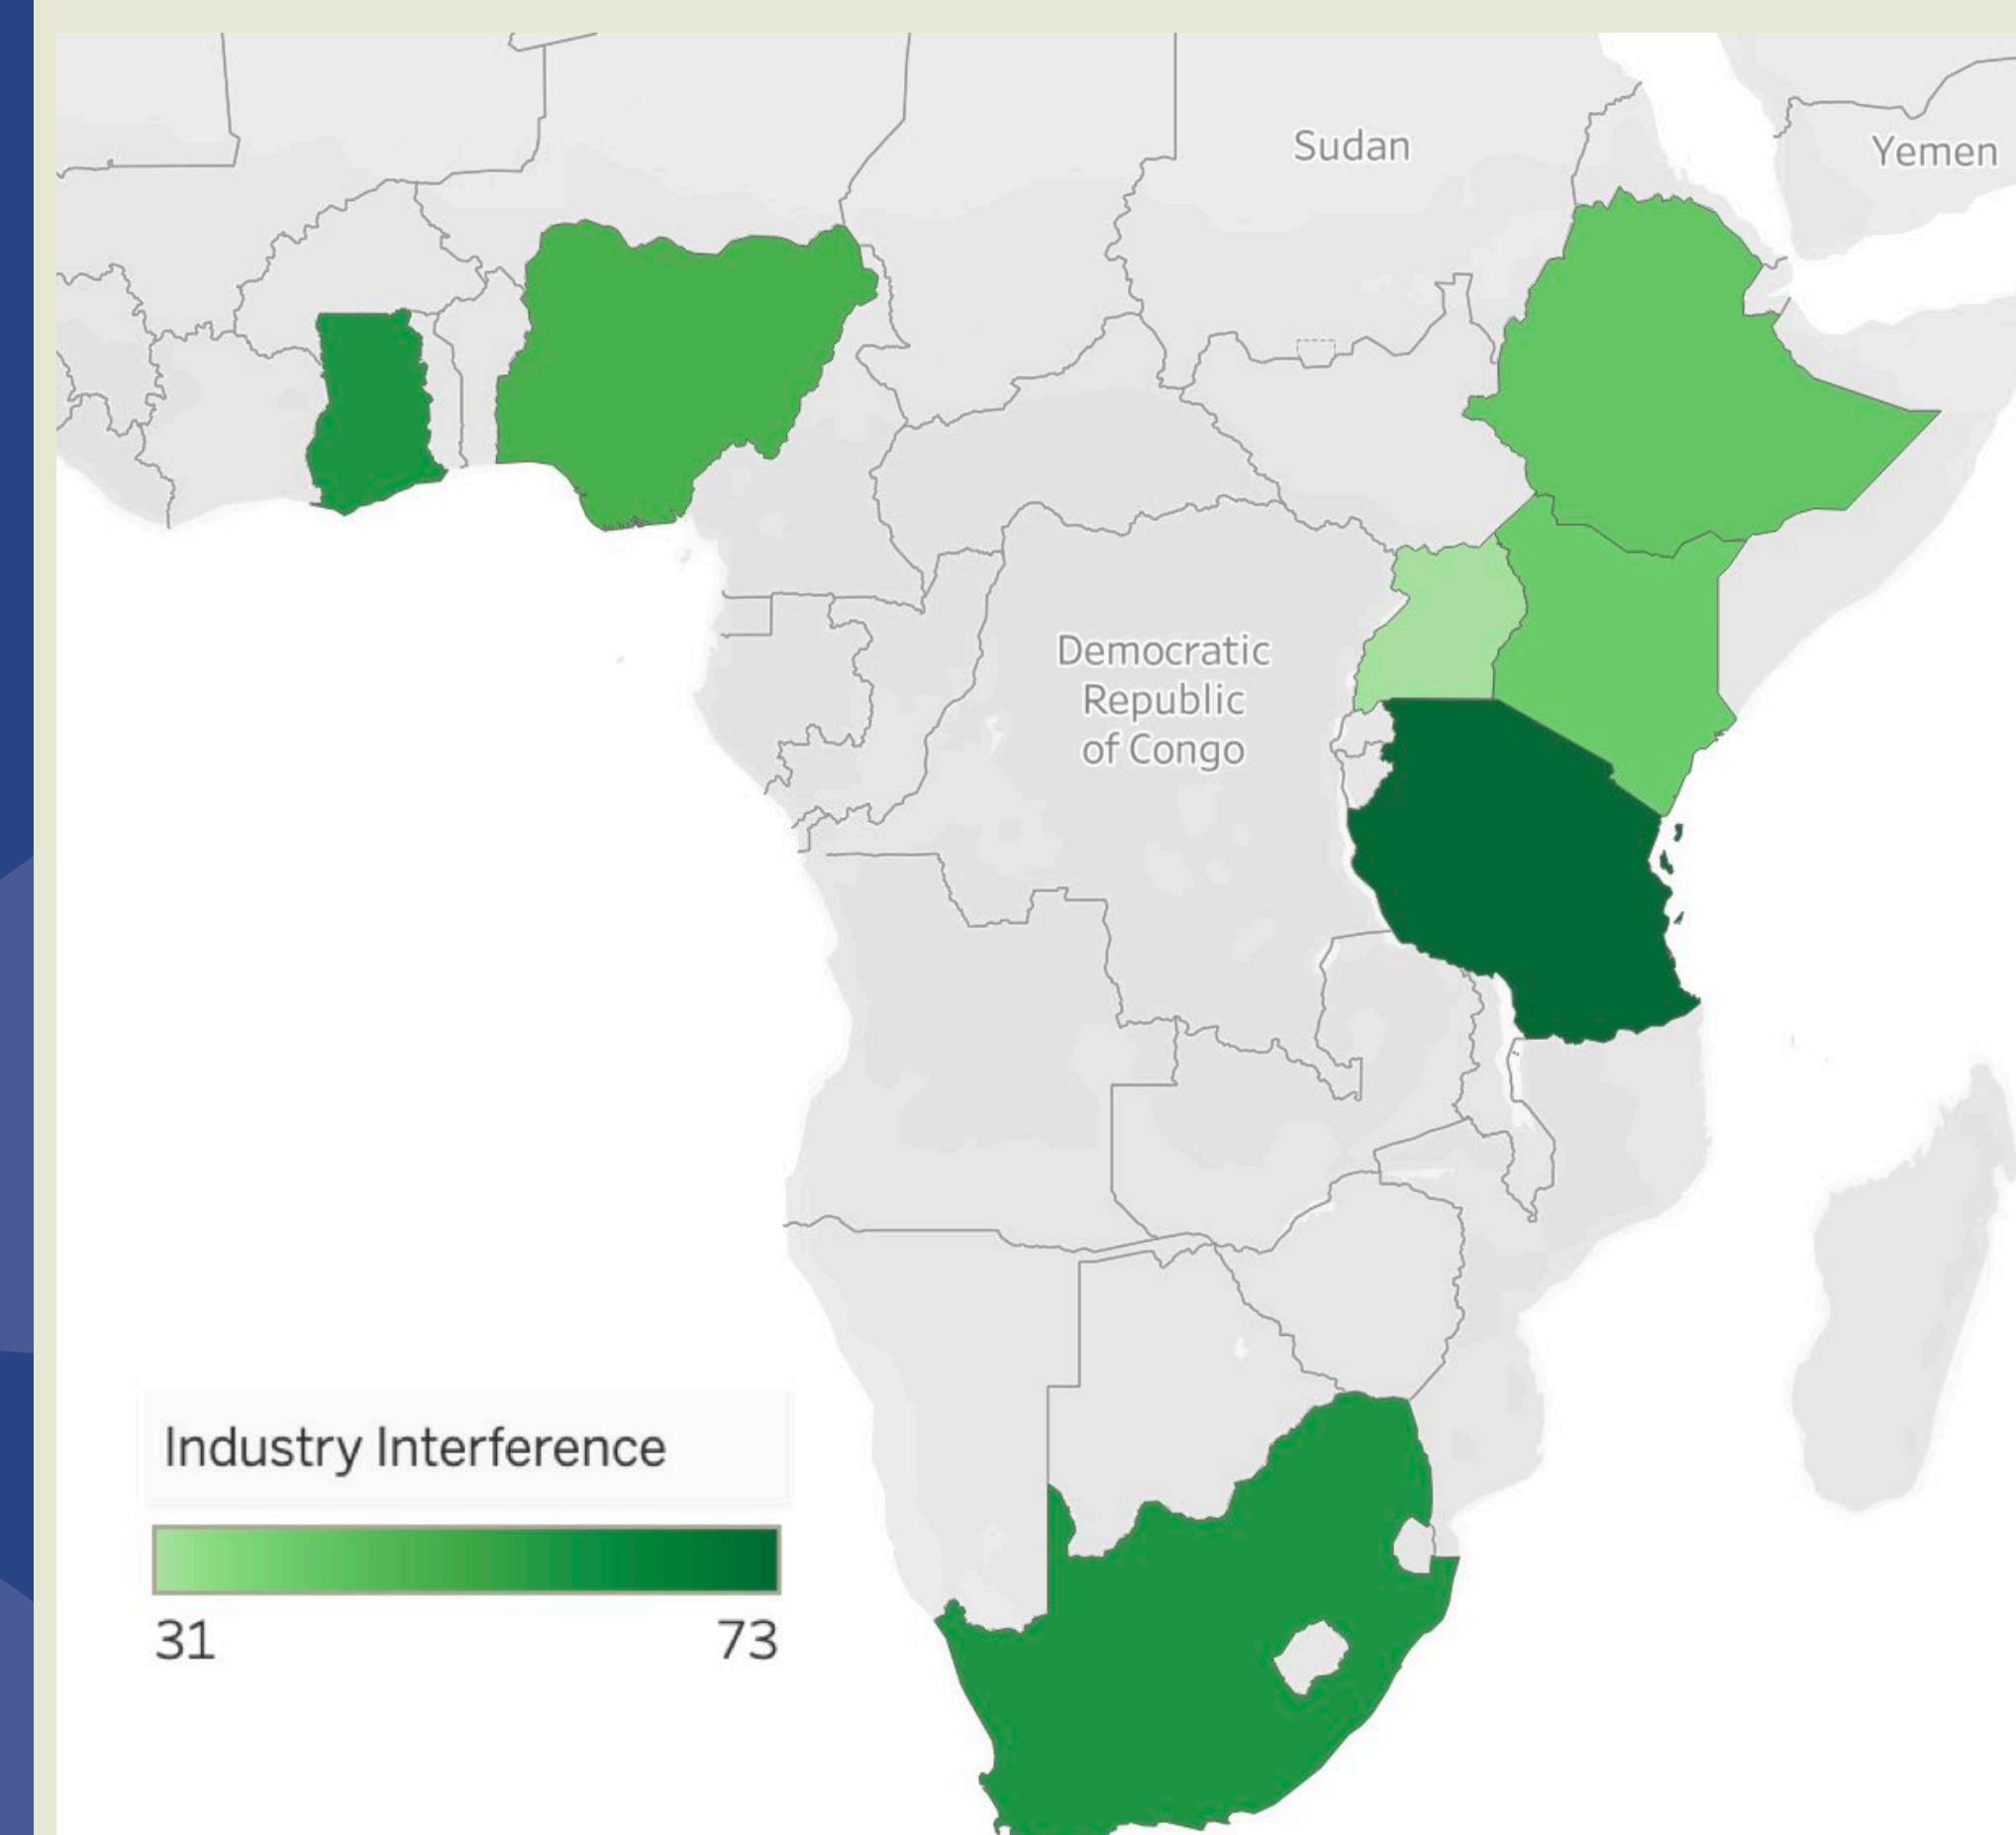 Sudan
Yemen
Democratic
Republic
of Congo
Industry Interference
31
73